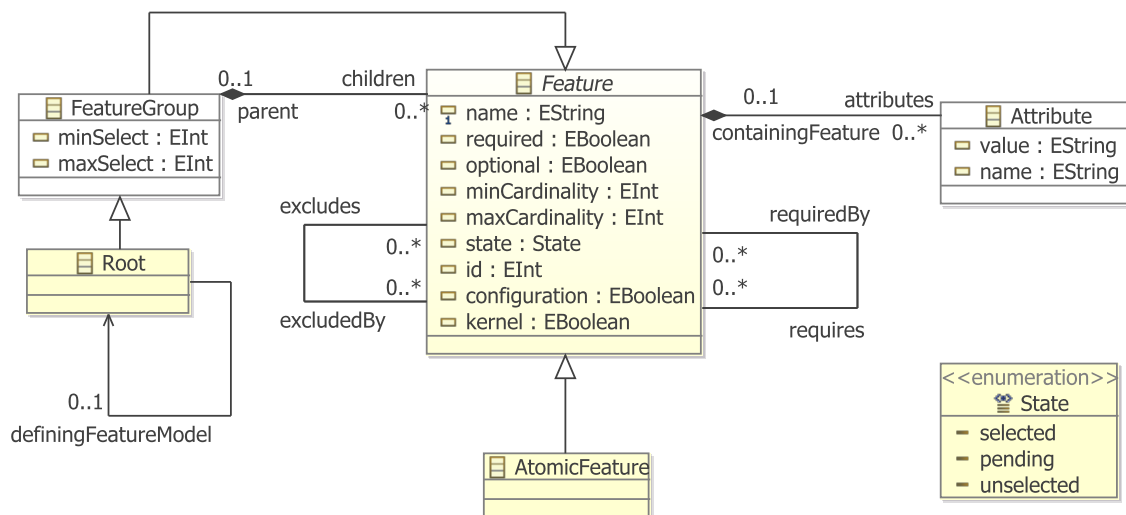 0..1
children
parent
0..*
FeatureGroup
minSelect : EInt
maxSelect : EInt
Feature
name : EString
1
required : EBoolean
optional : EBoolean
minCardinality : EInt
maxCardinality : EInt
state : State
id : EInt
configuration : EBoolean
kernel : EBoolean
0..1
attributes
containingFeature
0..*
Attribute
value : EString
name : EString
excludes
0..*
0..*
excludedBy
requiredBy
0..*
0..*
requires
Root
0..1
definingFeatureModel
AtomicFeature
<<enumeration>>
State
selected
pending
unselected